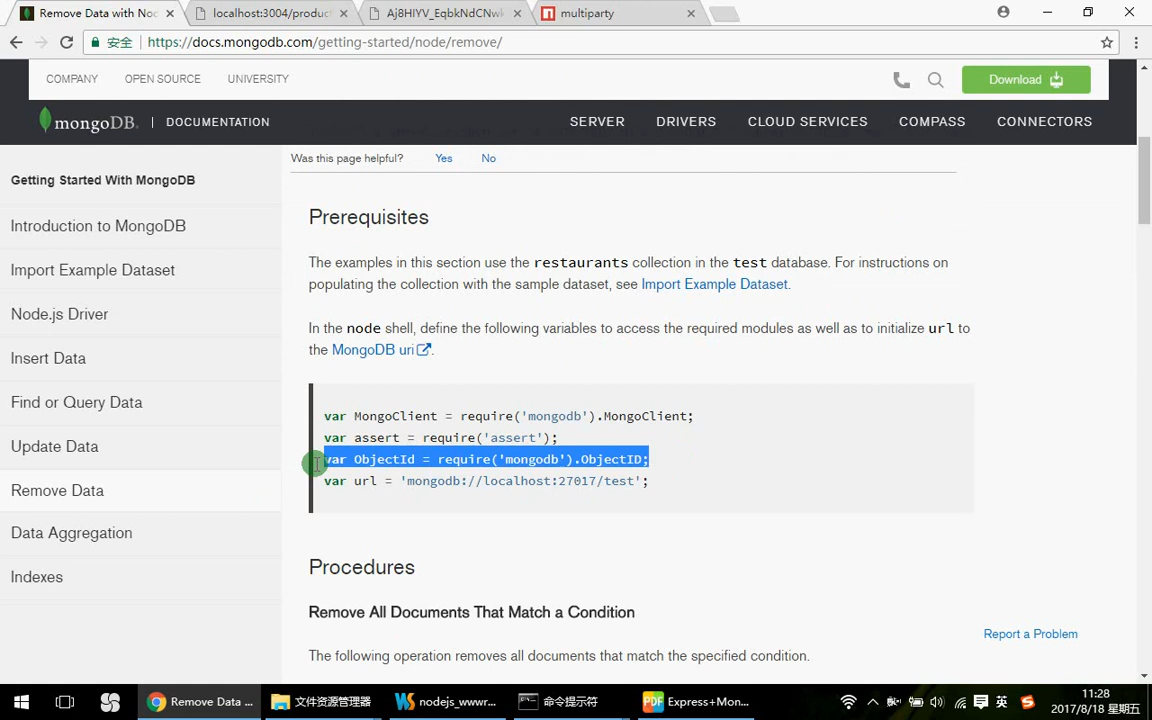 Remove Data with Nod
localhost:3004/produc
Aj8HIYV_EqbkNdCNwk
multiparty
安全
https://docs.mongodb.com/getting-started/node/remove/
COMPANY
OPEN SOURCE
UNIVERSITY
Download
mongoDB.
DOCUMENTATION
SERVER
DRIVERS
CLOUD SERVICES
COMPASS
CONNECTORS
Was this page helpful?
Yes
No
Getting Started With MongoDB
Introduction to MongoDB
Import Example Dataset
Node.js Driver
Insert Data
Find or Query Data
Update Data
Remove Data
Data Aggregation
Indexes
Prerequisites
The examples in this section use the restaurants collection in the test database. For instructions on
populating the collection with the sample dataset, see Import Example Dataset.
In the node shell, define the following variables to access the required modules as well as to initialize url to
the MongoDB uri.
var MongoClient = require('mongodb').MongoClient;
var assert = require('assert');
var ObjectId = require('mongodb').ObjectID;
var url = 'mongodb://localhost:27017/test';
Procedures
Remove All Documents That Match a Condition
The following operation removes all documents that match the specified condition.
Report a Problem
Remove Data ...
文件资源管理器
nodejs_wwwr...
命令提示符
Express+Mon...
英
11:28
2017/8/18 星期五